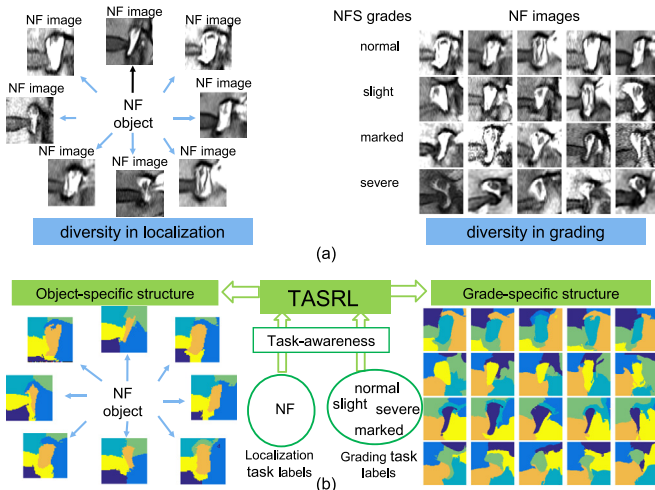 NF image
NF image
NF image
NF image
NF image
NF object
NF image
NF image
NF image
diversity in localization
NFS grades
NF images
normal
slight
marked
severe
diversity in grading
(a)
Object-specific structure
TASRL
Grade-specific structure
Task-awareness
NF
object
NF
normal
slight
severe
marked
Localization
task labels
Grading task
labels
(b)